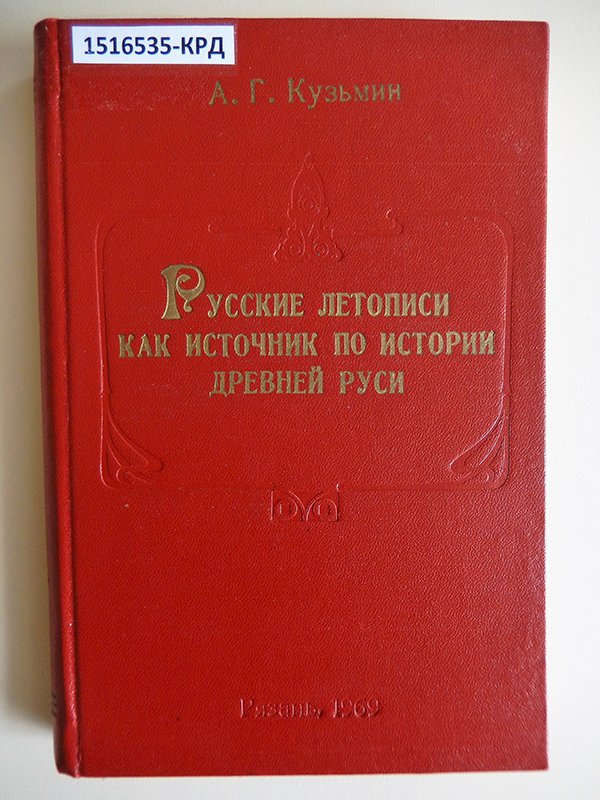 1516535-КРД
А. Г. Кузьмин
Русские летописи
как источник по истории
древней Руси
Рязань, 1969